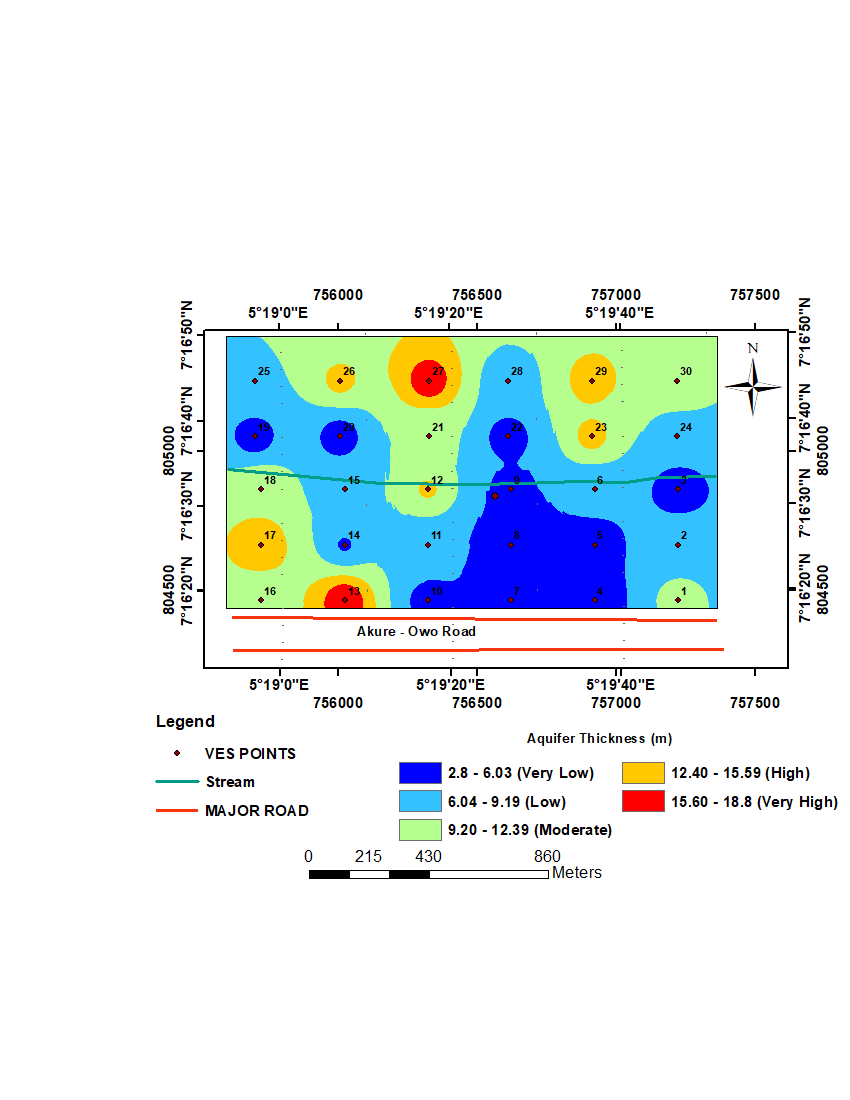 756000 756500 757000 757500
5°19'0"E 5°19'20"E 5°19'40"E
7°16'50"N 7°16'50"N
N
25 26 27 28 29 30
7°16'40"N 7°16'40"N
19 20 21 22 23 24
805000 805000
7°16'30"N 7°16'30"N
18 15 12 9 6 3
17 14 11 8 5 2
804500 804500
7°16'20"N 7°16'20"N
16 13 10 7 4 1
Akure - Owo Road
5°19'0"E 5°19'20"E 5°19'40"E
756000 756500 757000 757500
Legend
VES POINTS
Stream
MAJOR ROAD
Aquifer Thickness (m)
2.8 - 6.03 (Very Low)
6.04 - 9.19 (Low)
9.20 - 12.39 (Moderate)
12.40 - 15.59 (High)
15.60 - 18.8 (Very High)
0 215 430 860
Meters